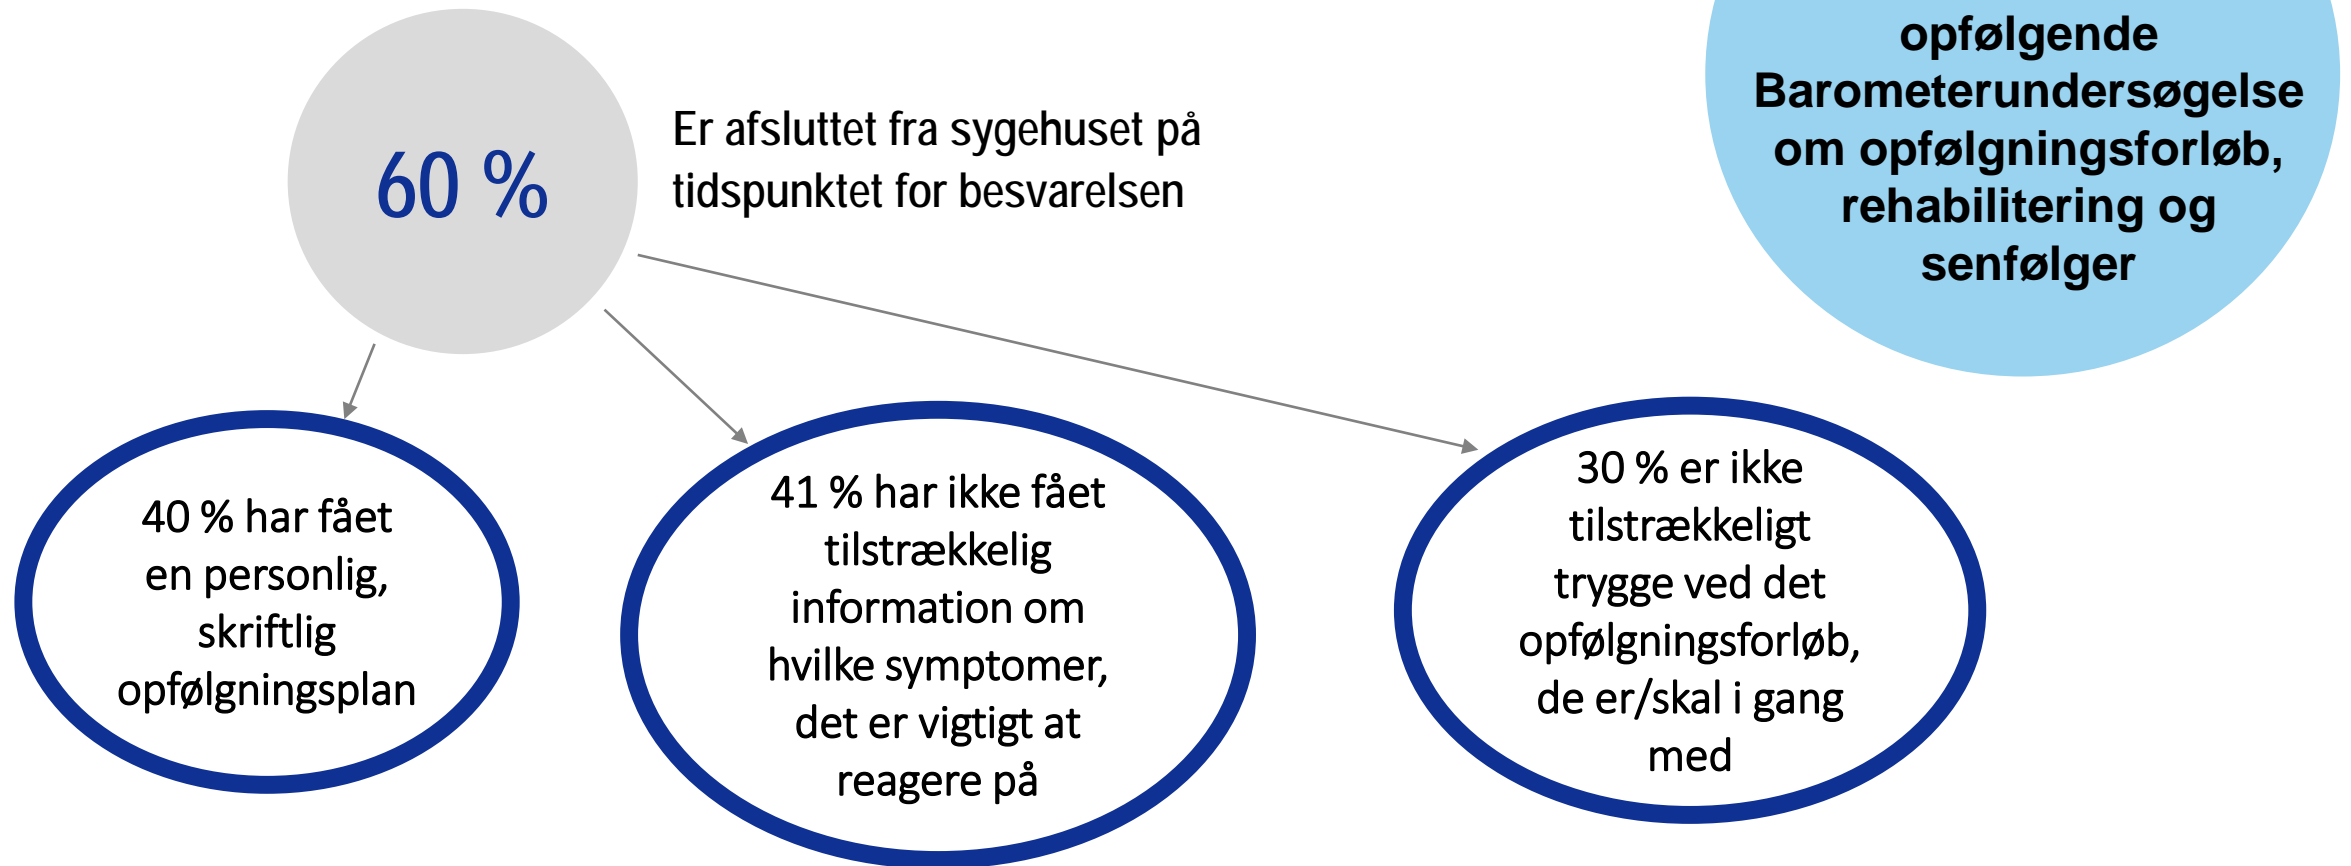 60 %
Er afsluttet fra sygehuset på
tidspunktet for besvarelsen
opfølgende
Barometerundersøgelse
om opfølgningsforløb,
rehabilitering og
senfølger
40 % har fået
en personlig,
skriftlig
opfølgningsplan
41 % har ikke fået
tilstrækkelig
information om
hvilke symptomer,
det er vigtigt at
reagere på
30 % er ikke
tilstrækkeligt
trygge ved det
opfølgningsforløb,
de er/skal i gang
med